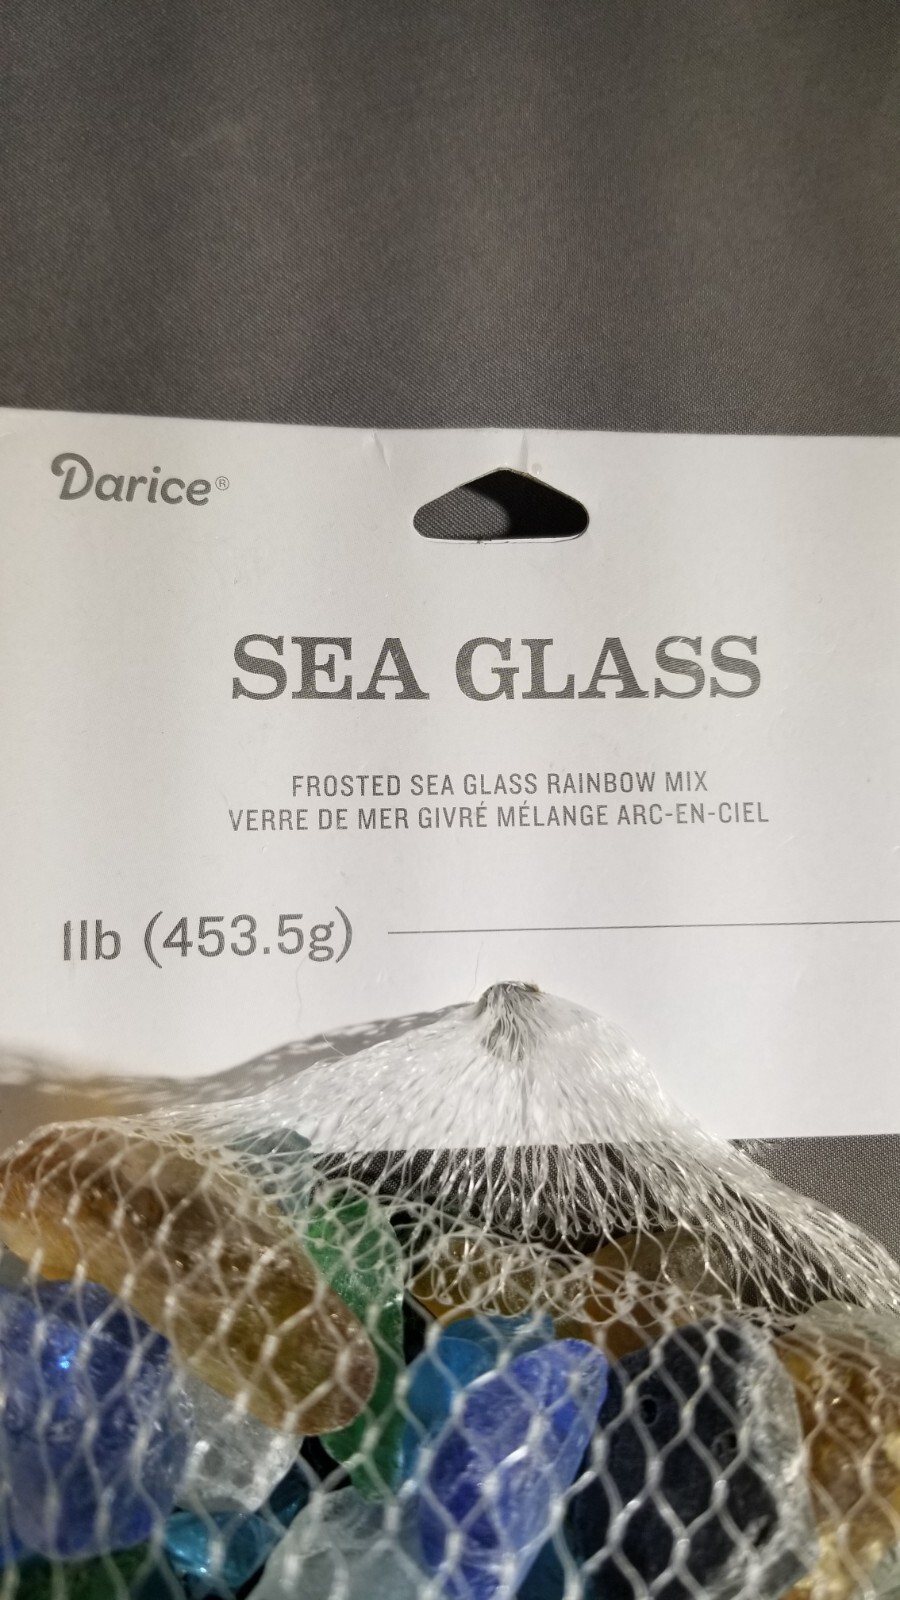 Darice®
SEA GLASS
FROSTED SEA GLASS RAINBOW MIX
VERRE DE MER GIVRÉ MÉLANGE ARC-EN-CIEL
1lb (453.5g)